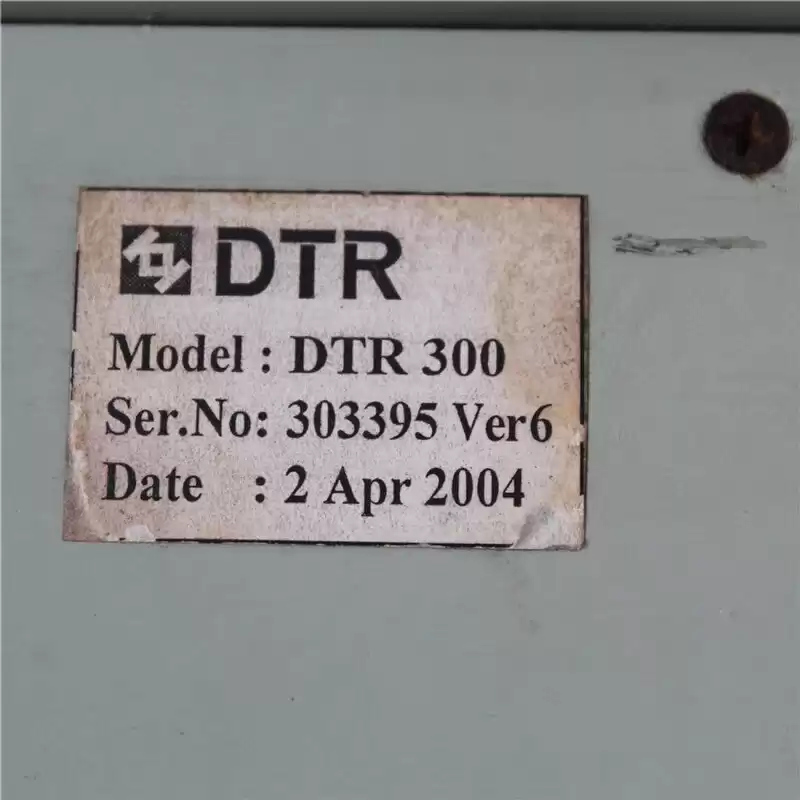 DTR
Model : DTR 300
Ser.No: 303395 Ver6
Date : 2 Apr 2004